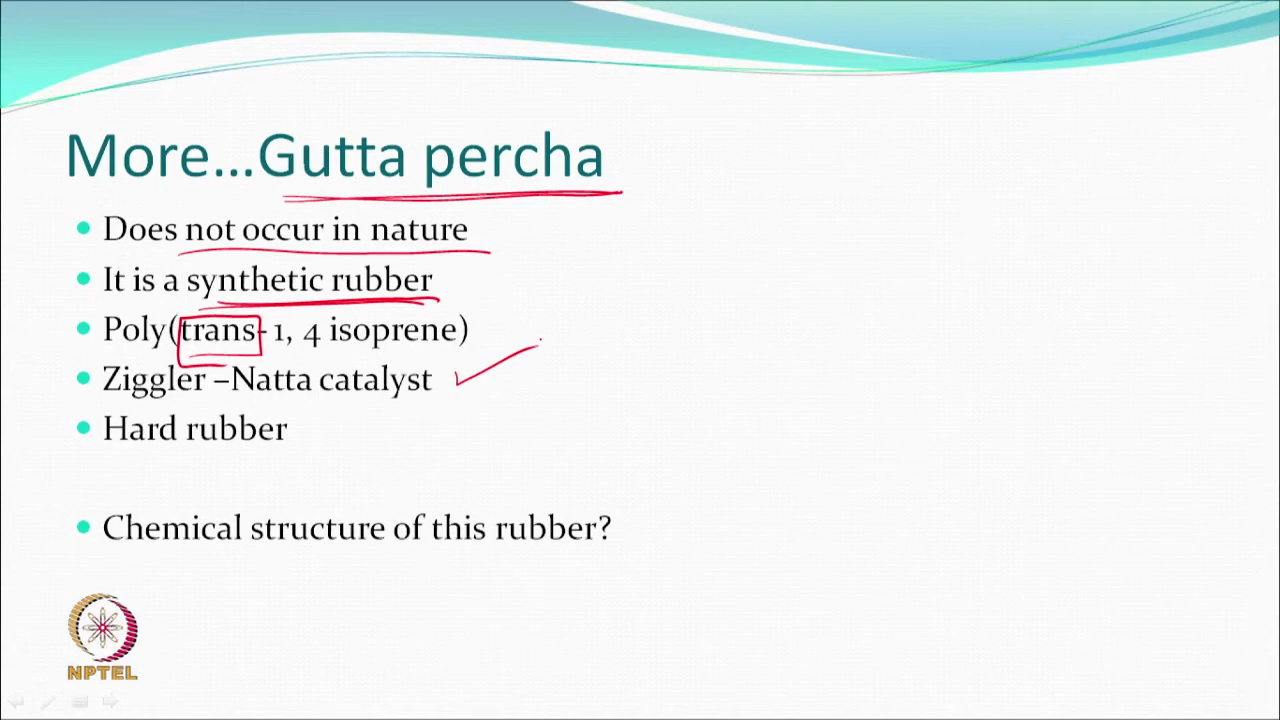 More...Gutta percha
Does not occur in nature
It is a synthetic rubber
Poly(trans- 1, 4 isoprene)
Ziggler –Natta catalyst
Hard rubber
Chemical structure of this rubber?
NPTEL